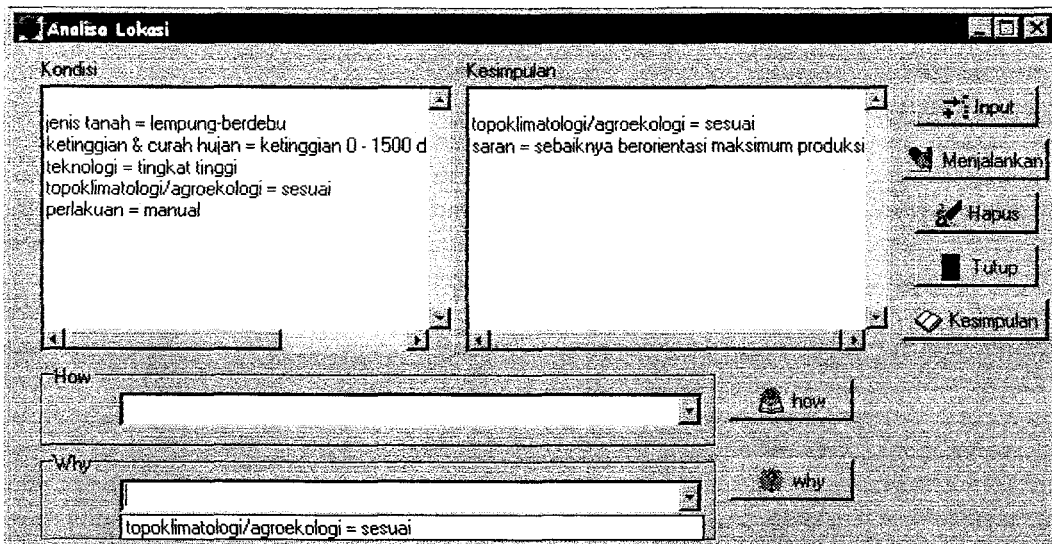 Analisa Lokasi
Kondisi
jenis tanah = lempung-berdebu
ketinggian & curah hujan = ketinggian 0 - 1500 d
teknologi = tingkat tinggi
topoklimatologi/agroekologi = sesuai
perlakuan = manual
Kesimpulan
topoklimatologi/agroekologi = sesuai
saran = sebaiknya berorientasi maksimum produksi
Input
Menjalankan
Hapus
Tutup
Kesimpulan
How
how
Why
why
topoklimatologi/agroekologi = sesuai